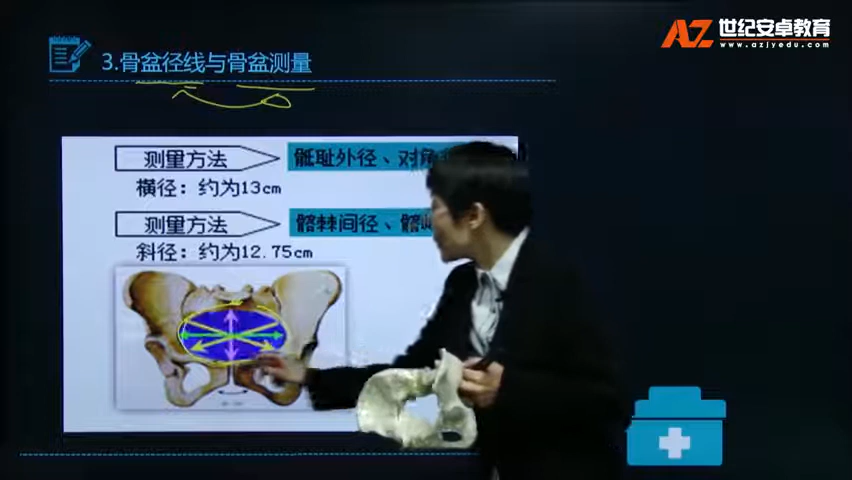 世纪安卓教育
www.azjyedu.com
3.骨盆径线与骨盆测量
测量方法
骶耻外径、对角
横径：约为13cm
测量方法
髂棘间径、髂
斜径：约为12.75cm